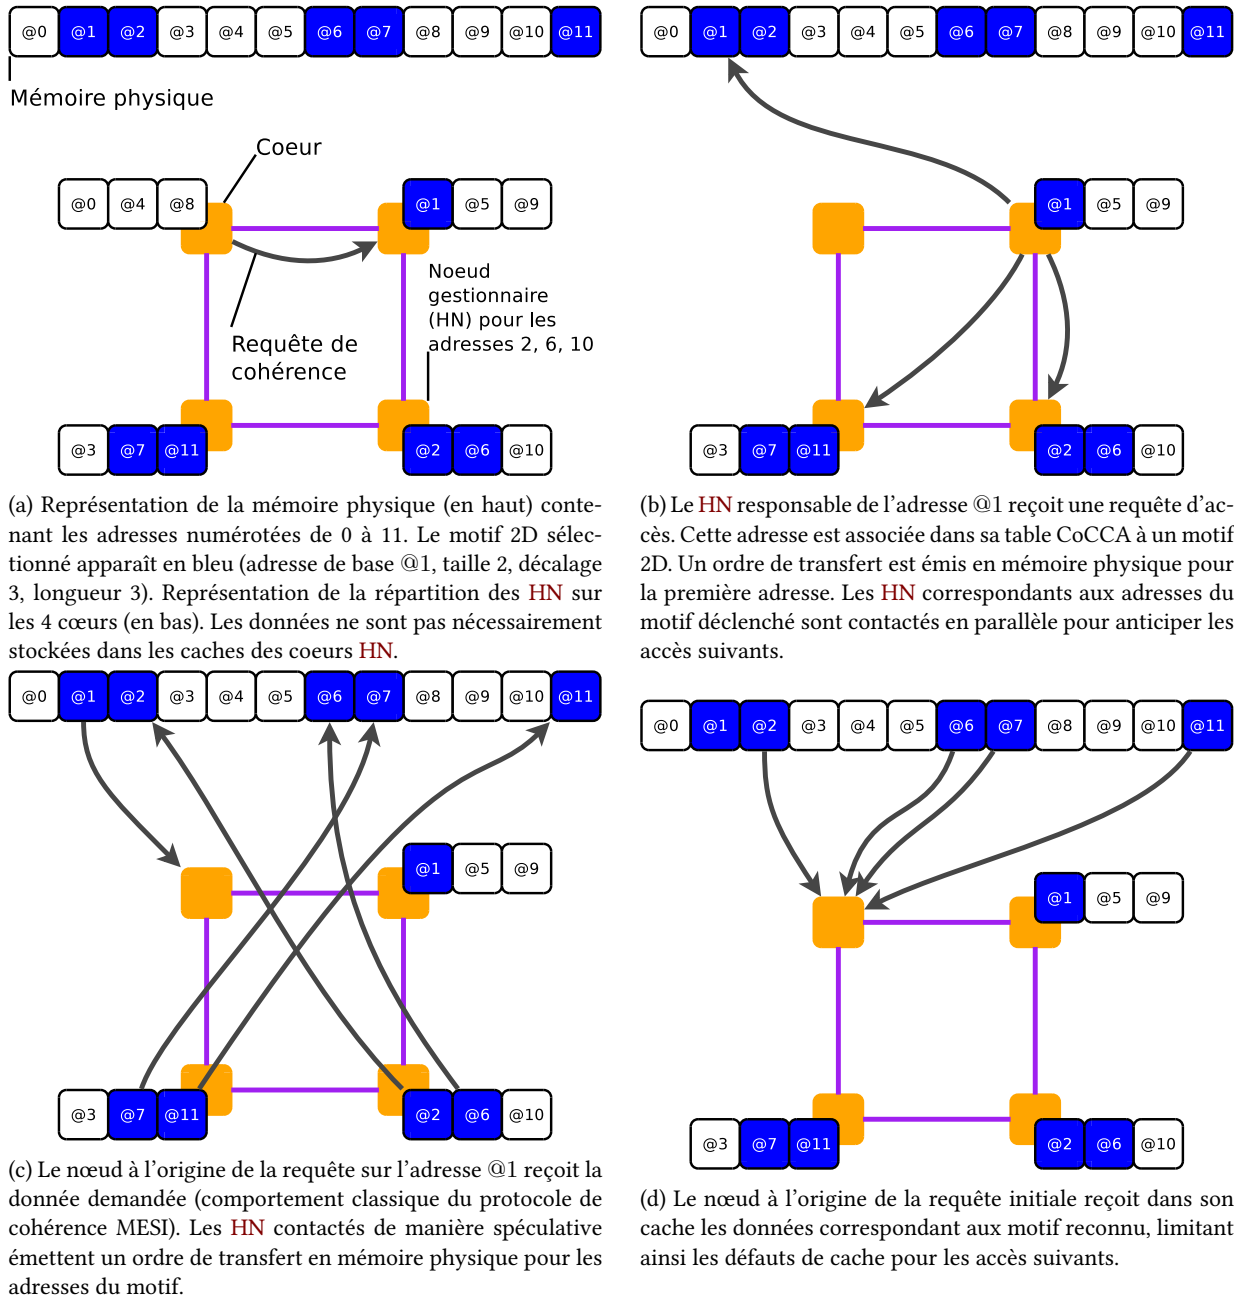 @0 @1 @2 @3 @4 @5 @6 @7 @8 @9 @10 @11
Mémoire physique
Coeur
@0 @4 @8
@1 @5 @9
Noeud
gestionnaire
(HN) pour les
adresses 2, 6, 10
Requête de
cohérence
@3 @7 @11
@2 @6 @10
(a) Représentation de la mémoire physique (en haut) conte-
nant les adresses numérotées de 0 à 11. Le motif 2D sélec-
tionné apparaît en bleu (adresse de base @1, taille 2, décalage
3, longueur 3). Représentation de la répartition des HN sur
les 4 cœurs (en bas). Les données ne sont pas nécessairement
stockées dans les caches des coeurs HN.
@0 @1 @2 @3 @4 @5 @6 @7 @8 @9 @10 @11
@1 @5 @9
@3 @7 @11
@2 @6 @10
(b) Le HN responsable de l'adresse @1 reçoit une requête d'ac-
cès. Cette adresse est associée dans sa table CoCCA à un motif
2D. Un ordre de transfert est émis en mémoire physique pour
la première adresse. Les HN correspondants aux adresses du
motif déclenché sont contactés en parallèle pour anticiper les
accès suivants.
@0 @1 @2 @3 @4 @5 @6 @7 @8 @9 @10 @11
@1 @5 @9
@3 @7 @11
@2 @6 @10
(c) Le nœud à l'origine de la requête sur l'adresse @1 reçoit la
donnée demandée (comportement classique du protocole de
cohérence MESI). Les HN contactés de manière spéculative
émettent un ordre de transfert en mémoire physique pour les
adresses du motif.
@0 @1 @2 @3 @4 @5 @6 @7 @8 @9 @10 @11
@1 @5 @9
@3 @7 @11
@2 @6 @10
(d) Le nœud à l'origine de la requête initiale reçoit dans son
cache les données correspondant aux motif reconnu, limitant
ainsi les défauts de cache pour les accès suivants.